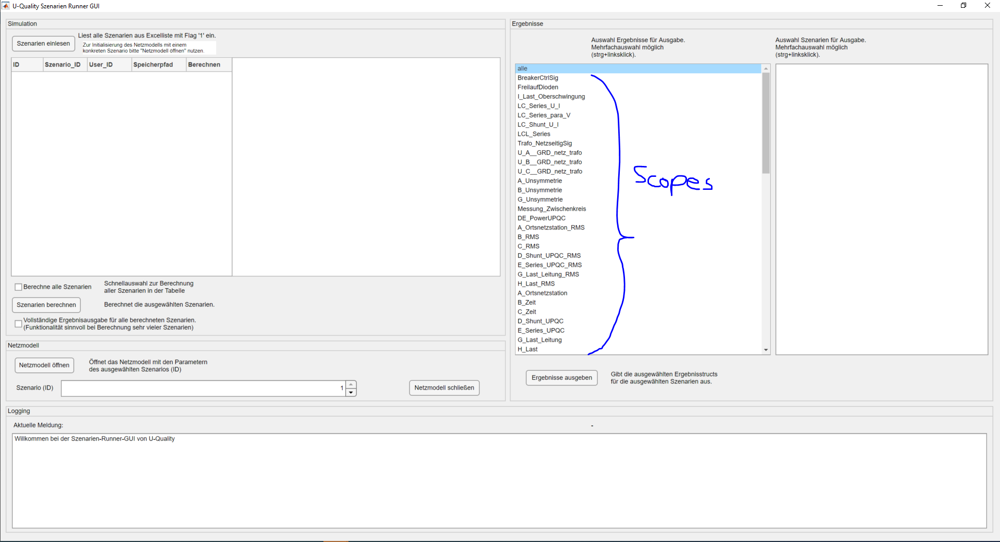 U-Quality Szenarien Runner GUI
Simulation
Szenarien einlesen
Liest alle Szenarien aus Excelliste mit Flag '1' ein.
Zur Initialisierung des Netzmodells mit einem
konkreten Szenario bitte "Netzmodell öffnen" nutzen.
ID Szenario_ID User_ID Speicherpfad Berechnen
Berechne alle Szenarien
Schnellauswahl zur Berechnung
aller Szenarien in der Tabelle
Szenarien berechnen
Berechnet die ausgewählten Szenarien.
Vollständige Ergebnisausgabe für alle berechneten Szenarien.
(Funktionalität sinnvoll bei Berechnung sehr vieler Szenarien)
Netzmodell
Netzmodell öffnen
Öffnet das Netzmodell mit den Parametern
des ausgewählten Szenarios (ID)
Szenario (ID)
1
Netzmodell schließen
Ergebnisse
Auswahl Ergebnisse für Ausgabe.
Mehrfachauswahl möglich
(strg+linksklick).
Auswahl Szenarien für Ausgabe.
Mehrfachauswahl möglich
(strg+linksklick).
alle
BreakerCtrlSig
FreilaufDioden
I_Last_Oberschwingung
LC_Series_U_I
LC_Series_para_V
LC_Shunt_U_I
LCL_Series
Trafo_NetzseitigSig
U_A__GRD_netz_trafo
U_B__GRD_netz_trafo
U_C__GRD_netz_trafo
A_Unsymmetrie
B_Unsymmetrie
G_Unsymmetrie
Messung_Zwischenkreis
DE_PowerUPQC
A_Ortsnetzstation_RMS
B_RMS
C_RMS
D_Shunt_UPQC_RMS
E_Series_UPQC_RMS
G_Last_Leitung_RMS
H_Last_RMS
A_Ortsnetzstation
B_Zeit
C_Zeit
D_Shunt_UPQC
E_Series_UPQC
G_Last_Leitung
H_Last
Scopes
Ergebnisse ausgeben
Gibt die ausgewählten Ergebnisstructs
für die ausgewählten Szenarien aus.
Logging
Aktuelle Meldung:
-
Willkommen bei der Szenarien-Runner-GUI von U-Quality